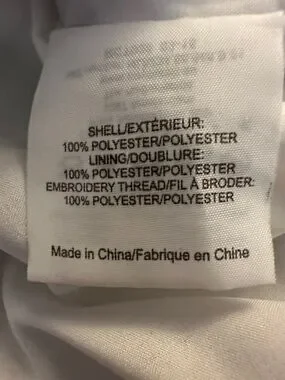 SHELL/EXTÉRIEUR:
100% POLYESTER/POLYESTER
LINING/DOUBLURE:
100% POLYESTER/POLYESTER
EMBROIDERY THREAD/FIL À BRODER:
100% POLYESTER/POLYESTER
Made in China/Fabrique en Chine